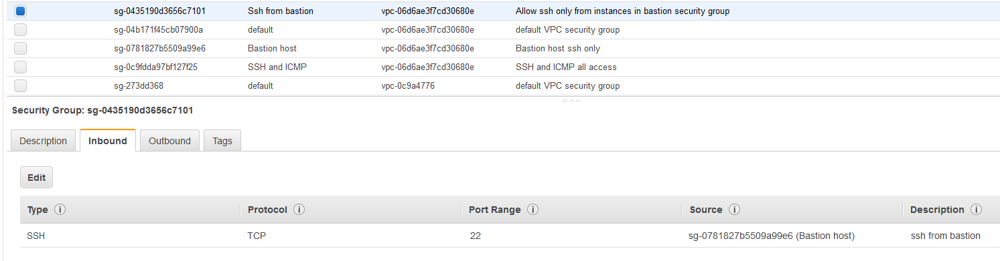 sg-0435190d3656c7101 Ssh from bastion vpc-06d6ae3f7cd30680e Allow ssh only from instances in bastion security group
sg-04b171f45cb07900a default vpc-06d6ae3f7cd30680e default VPC security group
sg-0781827b5509a99e6 Bastion host vpc-06d6ae3f7cd30680e Bastion host ssh only
sg-0c9fdda97bf127f25 SSH and ICMP vpc-06d6ae3f7cd30680e SSH and ICMP all access
sg-273dd368 default vpc-0c9a4776 default VPC security group
Security Group: sg-0435190d3656c7101
Description Inbound Outbound Tags
Edit
Type i Protocol i Port Range i Source i Description i
SSH TCP 22 sg-0781827b5509a99e6 (Bastion host) ssh from bastion